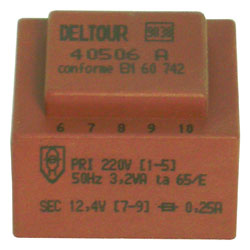 DELTOUR 9038
40506 A
conforme EN 60 742
6 7 8 9 10
PRI 220V [1-5]
50Hz 3,2VA ta 65/E
SEC 12,4V [7-9] 0,25A